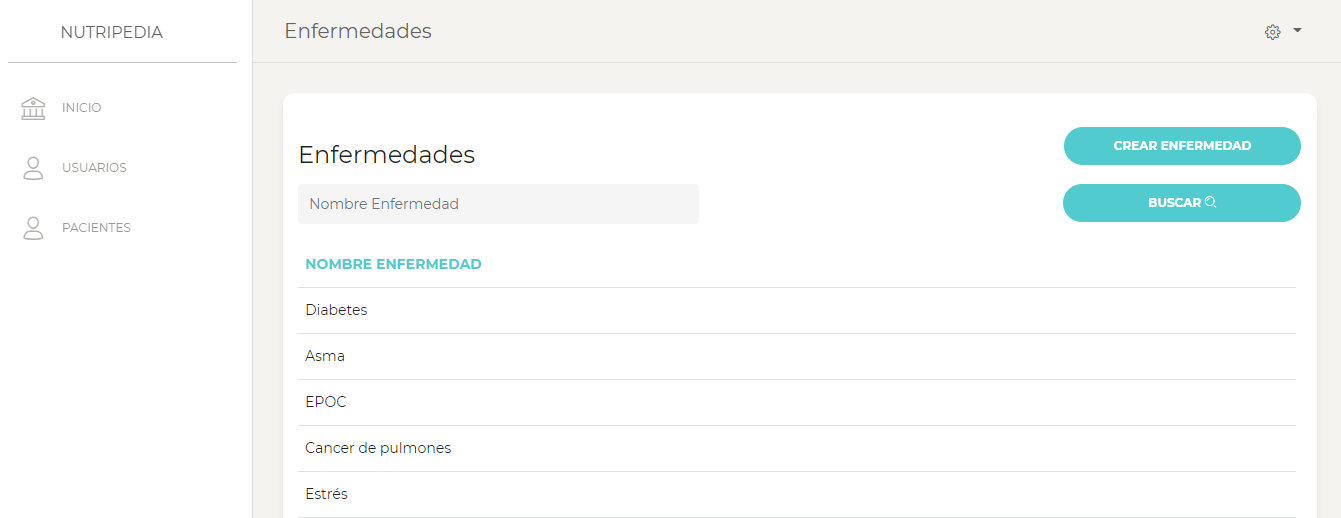 NUTRIPEDIA
INICIO
USUARIOS
PACIENTES
Enfermedades
Enfermedades
CREAR ENFERMEDAD
Nombre Enfermedad
BUSCAR
NOMBRE ENFERMEDAD
Diabetes
Asma
EPOC
Cancer de pulmones
Estrés